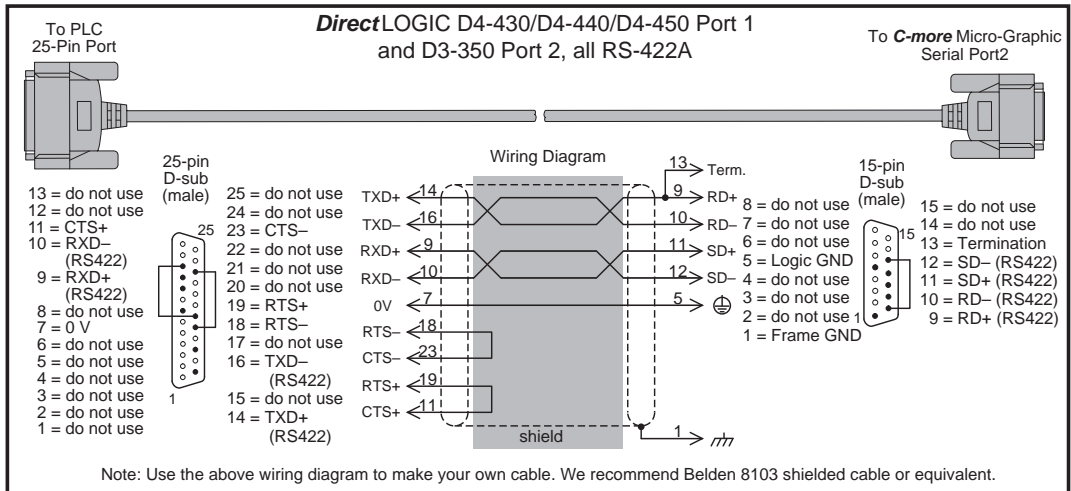 DirectLOGIC D4-430/D4-440/D4-450 Port 1
and D3-350 Port 2, all RS-422A
To PLC
25-Pin Port
To C-more Micro-Graphic
Serial Port2
Wiring Diagram
25-pin
D-sub
(male)
13 = do not use
12 = do not use
11 = CTS+
10 = RXD–
(RS422)
9 = RXD+
(RS422)
8 = do not use
7 = 0 V
6 = do not use
5 = do not use
4 = do not use
3 = do not use
2 = do not use
1 = do not use
25
1
25 = do not use
24 = do not use
23 = CTS–
22 = do not use
21 = do not use
20 = do not use
19 = RTS+
18 = RTS–
17 = do not use
16 = TXD–
(RS422)
15 = do not use
14 = TXD+
(RS422)
13 Term.
TXD+ 14 9 RD+
TXD– 16 10 RD–
RXD+ 9 11 SD+
RXD– 10 12 SD–
0V 7 5
RTS– 18
CTS– 23
RTS+ 19
CTS+ 11
shield
1
15-pin
D-sub
(male)
8 = do not use
7 = do not use
6 = do not use
5 = Logic GND
4 = do not use
3 = do not use
2 = do not use
1 = Frame GND
15
1
15 = do not use
14 = do not use
13 = Termination
12 = SD– (RS422)
11 = SD+ (RS422)
10 = RD– (RS422)
9 = RD+ (RS422)
Note: Use the above wiring diagram to make your own cable. We recommend Belden 8103 shielded cable or equivalent.